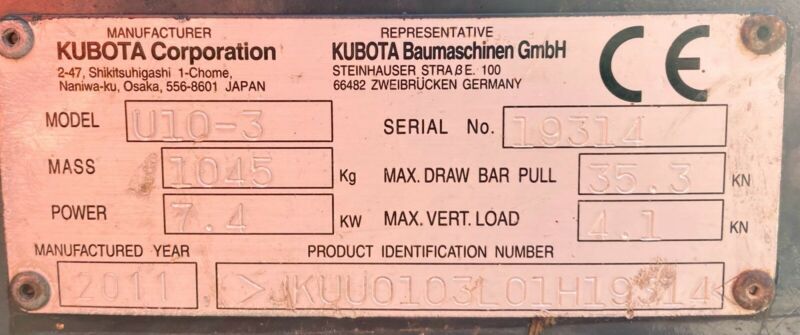 MANUFACTURER
KUBOTA Corporation
2-47, Shikitsuhigashi 1-Chome,
Naniwa-ku, Osaka, 556-8601 JAPAN
REPRESENTATIVE
KUBOTA Baumaschinen GmbH
STEINHAUSER STRAßE. 100
66482 ZWEIBRÜCKEN GERMANY
CE
MODEL U10-3 SERIAL No. 19314
MASS 1045 Kg MAX. DRAW BAR PULL 35.3 KN
POWER 7.4 KW MAX. VERT. LOAD 4.1 KN
MANUFACTURED YEAR PRODUCT IDENTIFICATION NUMBER
2011 >JKUU0103L01H19314<